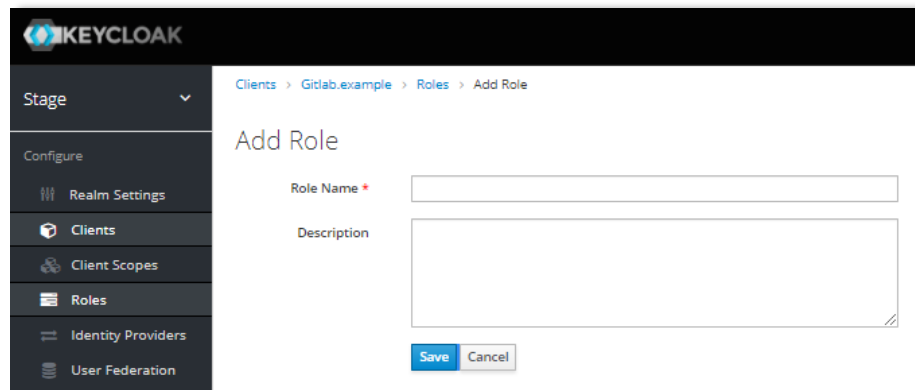 KEYCLOAK
Stage
Clients > Gitlab.example > Roles > Add Role
Configure
Realm Settings
Clients
Client Scopes
Roles
Identity Providers
User Federation
Add Role
Role Name *
Description
Save Cancel